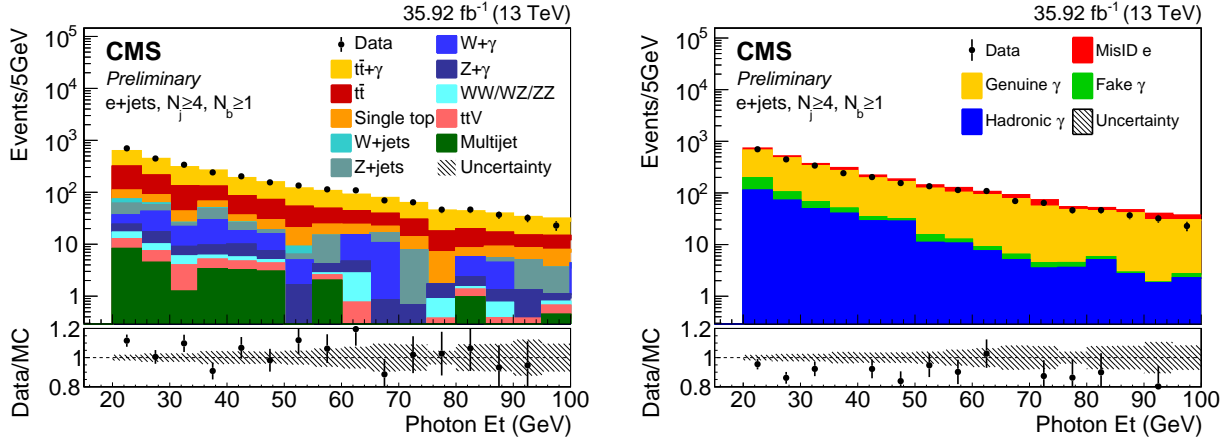 35.92 fb⁻¹ (13 TeV)
Events/5GeV
10⁵
10⁴
10³
10²
10
1
CMS
Preliminary
e+jets, N_j≥4, N_b≥1
Data
tt̄+γ
tt̄
Single top
W+jets
Z+jets
W+γ
Z+γ
WW/WZ/ZZ
ttV
Multijet
Uncertainty
Data/MC
1.2
1
0.8
20 30 40 50 60 70 80 90 100
Photon Et (GeV)
35.92 fb⁻¹ (13 TeV)
Events/5GeV
10⁵
10⁴
10³
10²
10
1
CMS
Preliminary
e+jets, N_j≥4, N_b≥1
Data
Genuine γ
Hadronic γ
MisID e
Fake γ
Uncertainty
Data/MC
1.2
1
0.8
20 30 40 50 60 70 80 90 100
Photon Et (GeV)